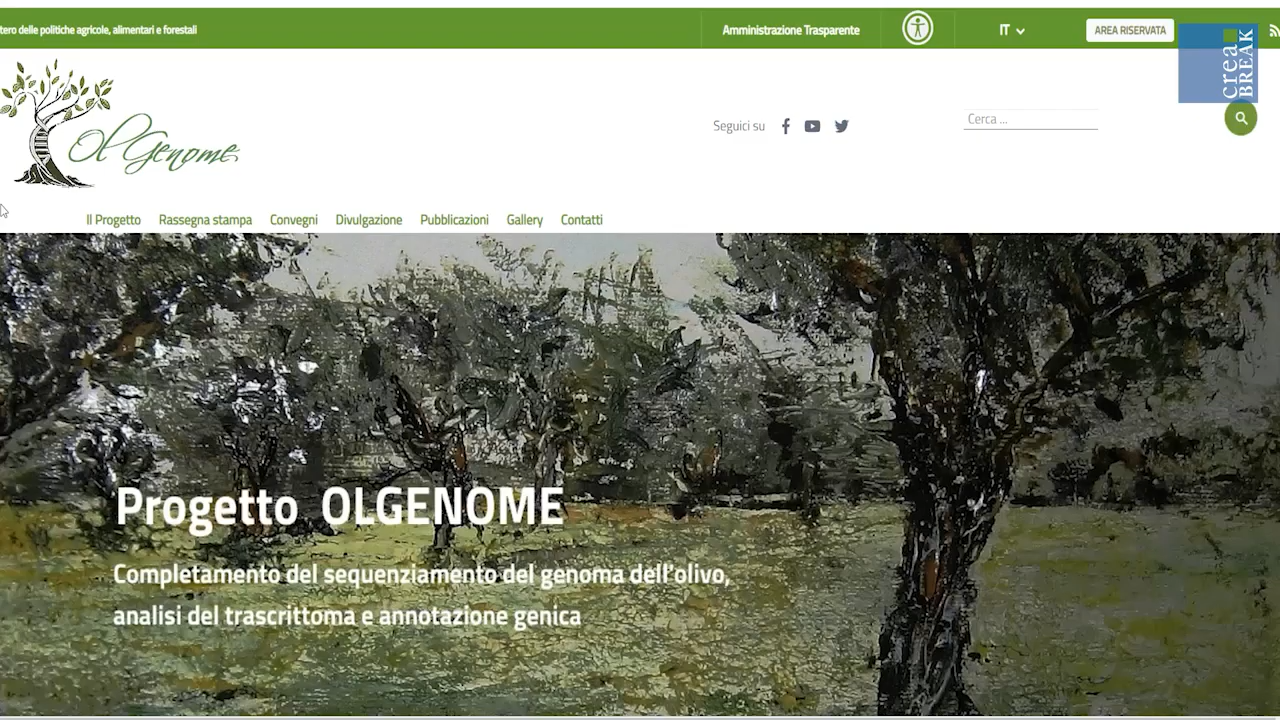 tero delle politiche agricole, alimentari e forestali
Amministrazione Trasparente
IT
AREA RISERVATA
crea
BREAK
OlGenome
Seguici su
Cerca ...
Il Progetto Rassegna stampa Convegni Divulgazione Pubblicazioni Gallery Contatti
Progetto OLGENOME
Completamento del sequenziamento del genoma dell'olivo,
analisi del trascrittoma e annotazione genica